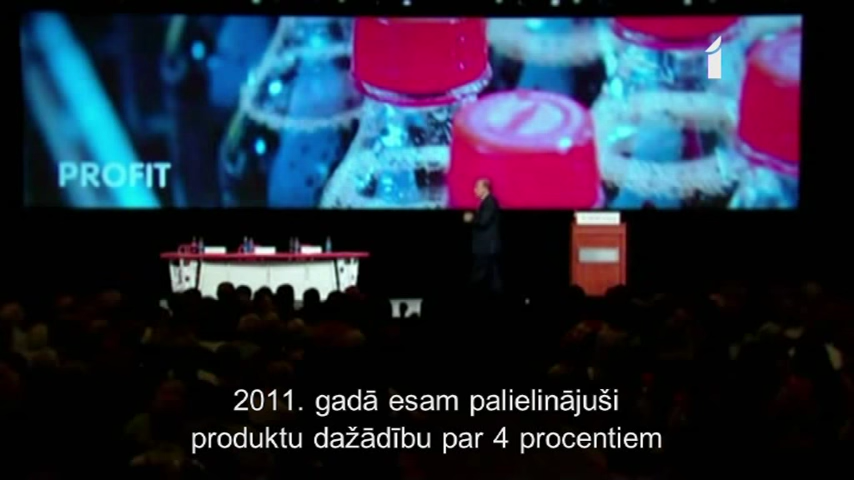 1
PROFIT
2011. gadā esam palielinājuši
produktu dažādību par 4 procentiem